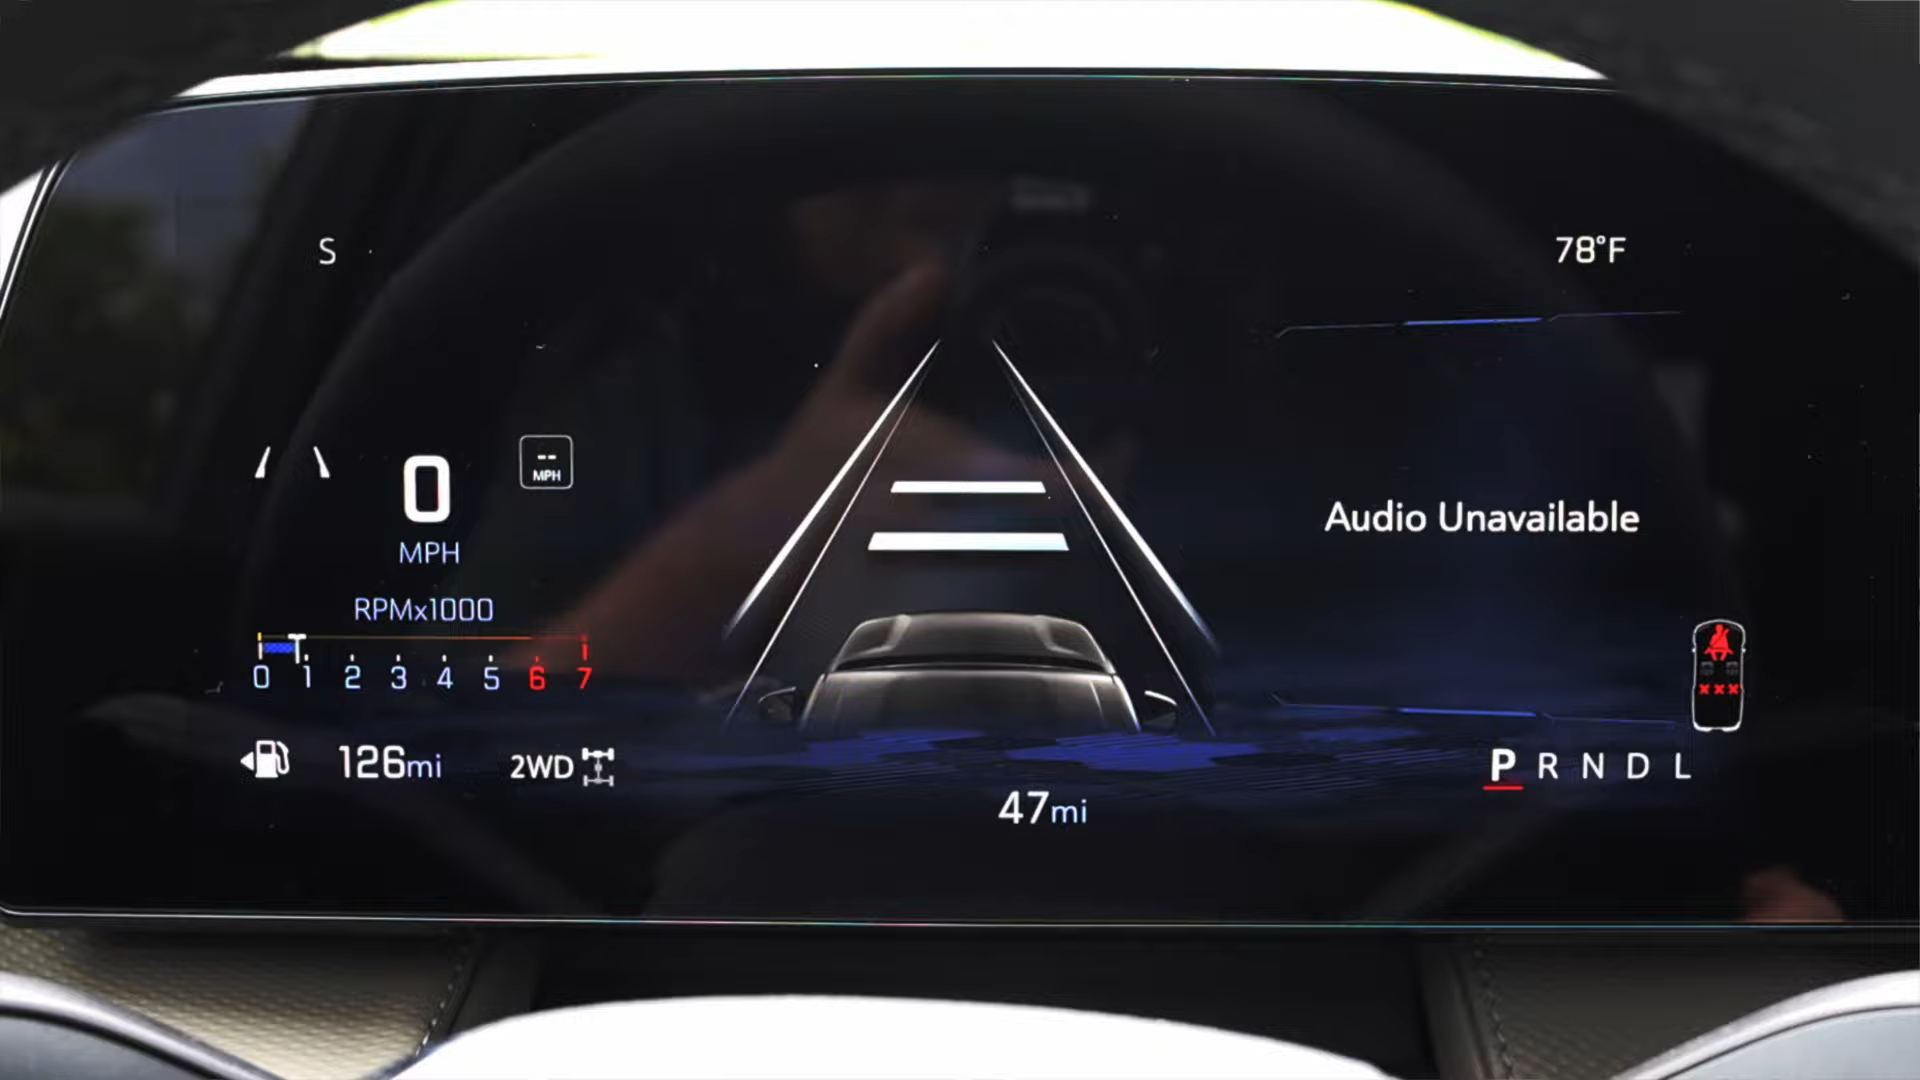 S
78°F
0
MPH
--
MPH
Audio Unavailable
RPMx1000
0 1 2 3 4 5 6 7
126mi
2WD
P R N D L
47mi